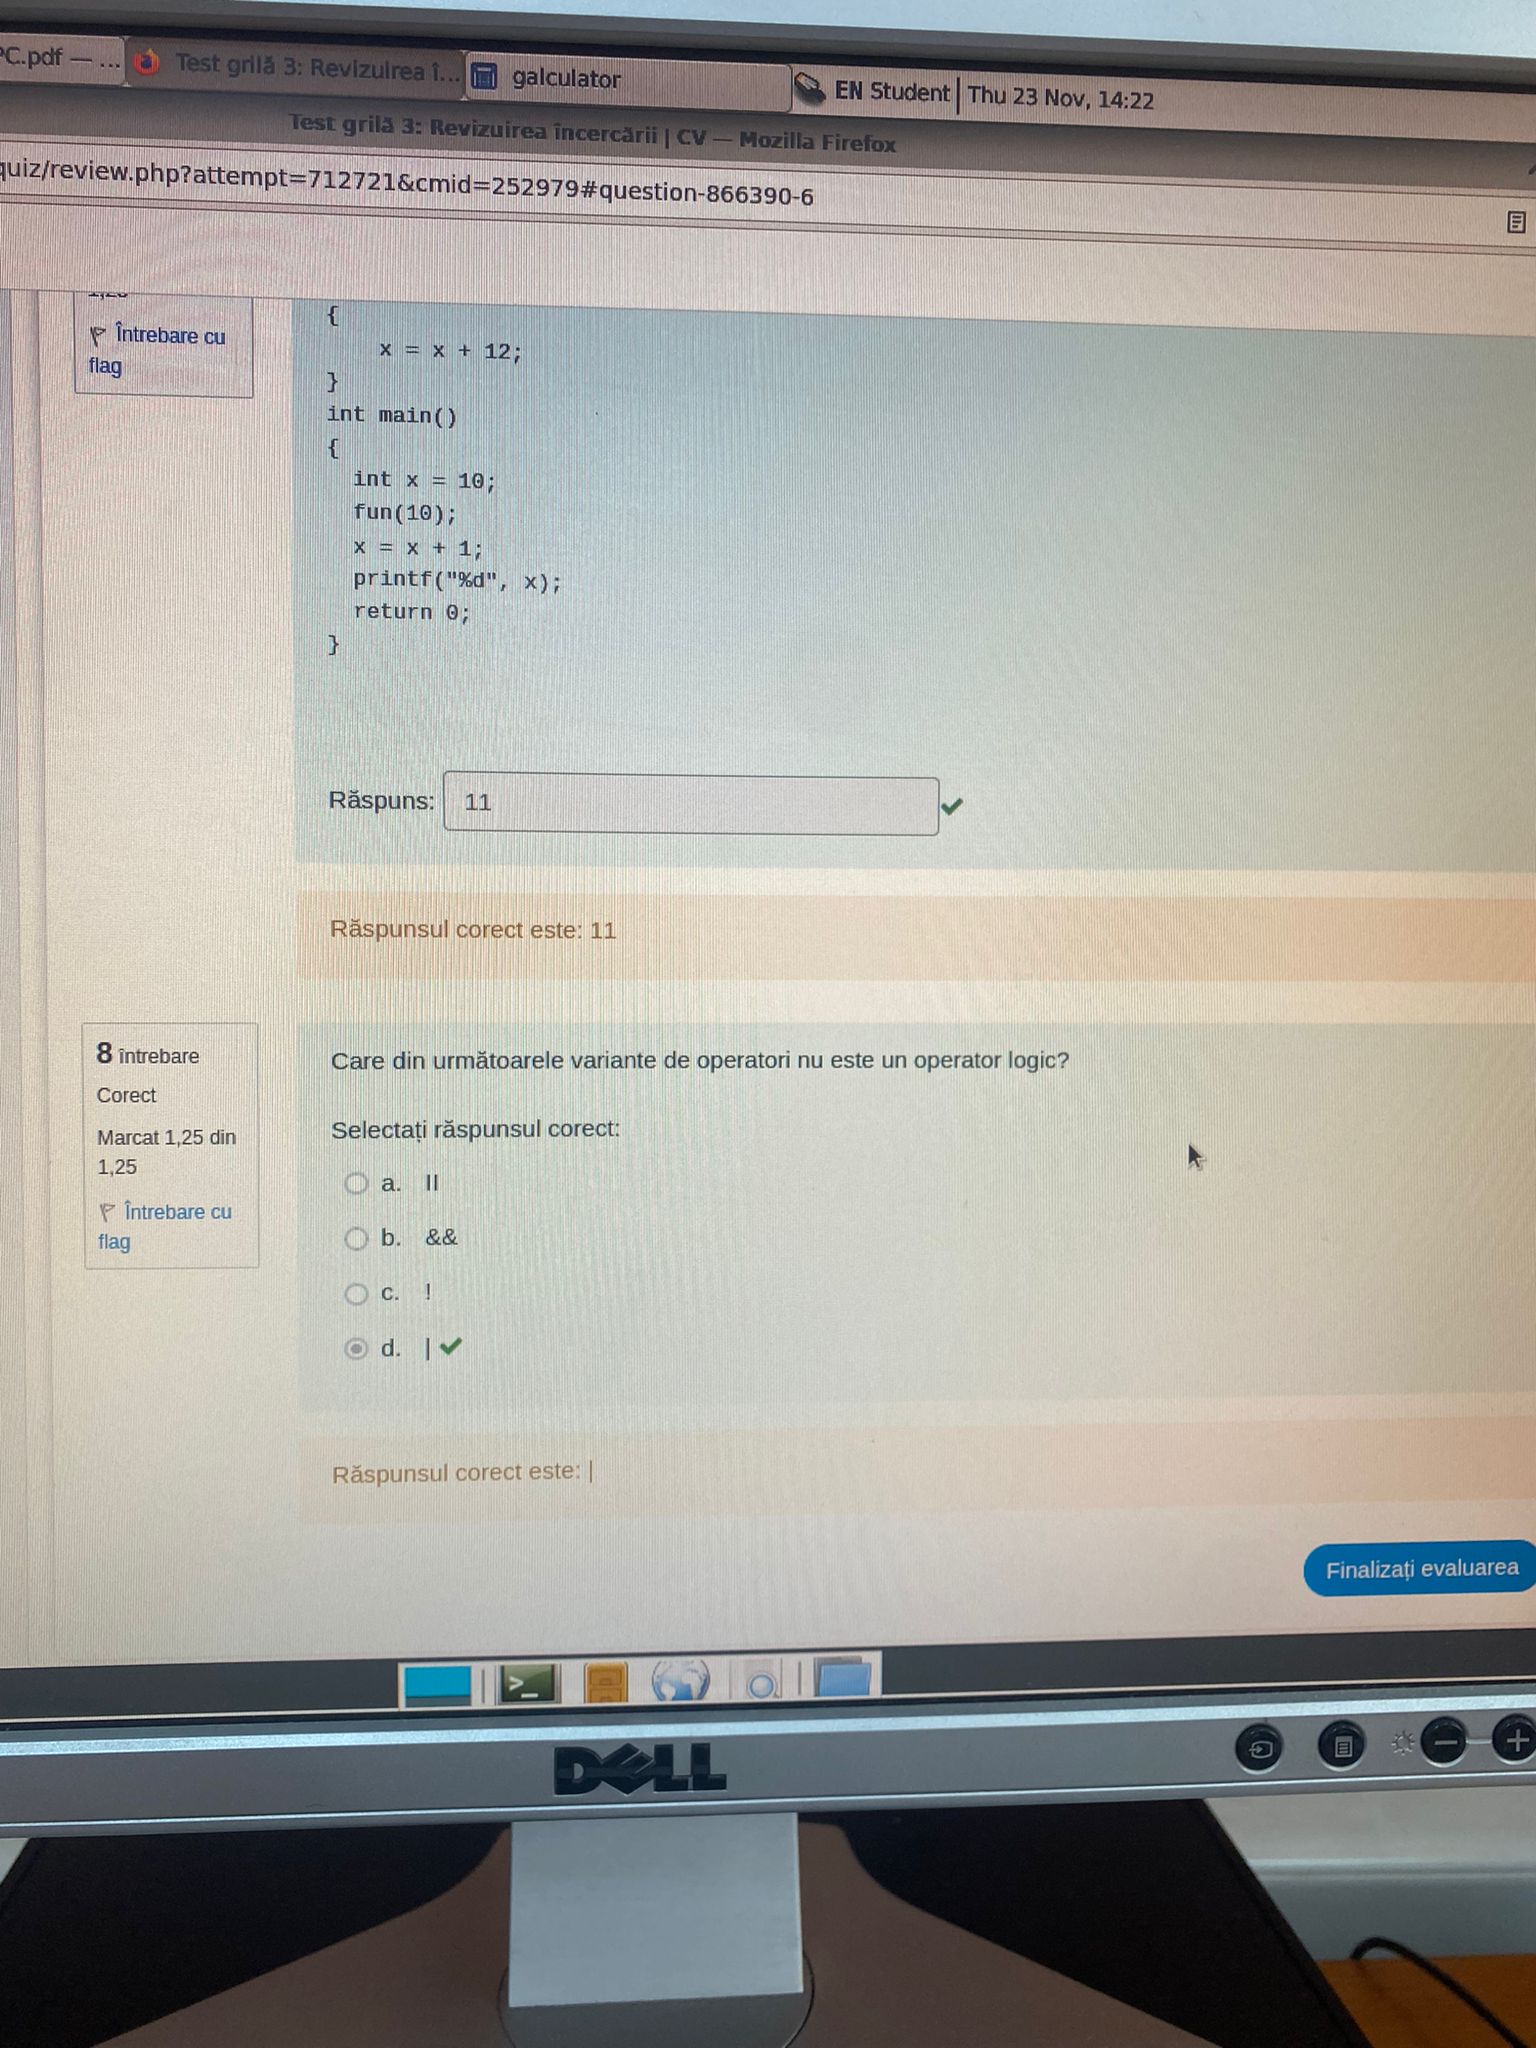 PC.pdf — ...
Test grilă 3: Revizuirea î...
galculator
EN Student
Thu 23 Nov, 14:22
Test grilă 3: Revizuirea încercării | CV — Mozilla Firefox
quiz/review.php?attempt=712721&cmid=252979#question-866390-6
Întrebare cu
flag
{
x = x + 12;
}
int main()
{
int x = 10;
fun(10);
x = x + 1;
printf("%d", x);
return 0;
}
Răspuns: 11
Răspunsul corect este: 11
8 întrebare
Corect
Marcat 1,25 din
1,25
Întrebare cu
flag
Care din următoarele variante de operatori nu este un operator logic?
Selectați răspunsul corect:
a. II
b. &&
c. !
d. |
Răspunsul corect este: |
Finalizați evaluarea
DELL